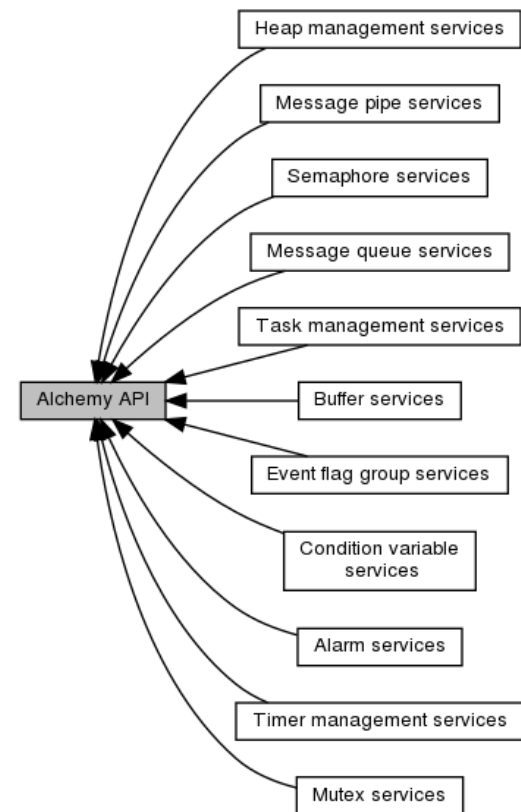 Heap management services
Message pipe services
Semaphore services
Message queue services
Task management services
Alchemy API
Buffer services
Event flag group services
Condition variable
services
Alarm services
Timer management services
Mutex services